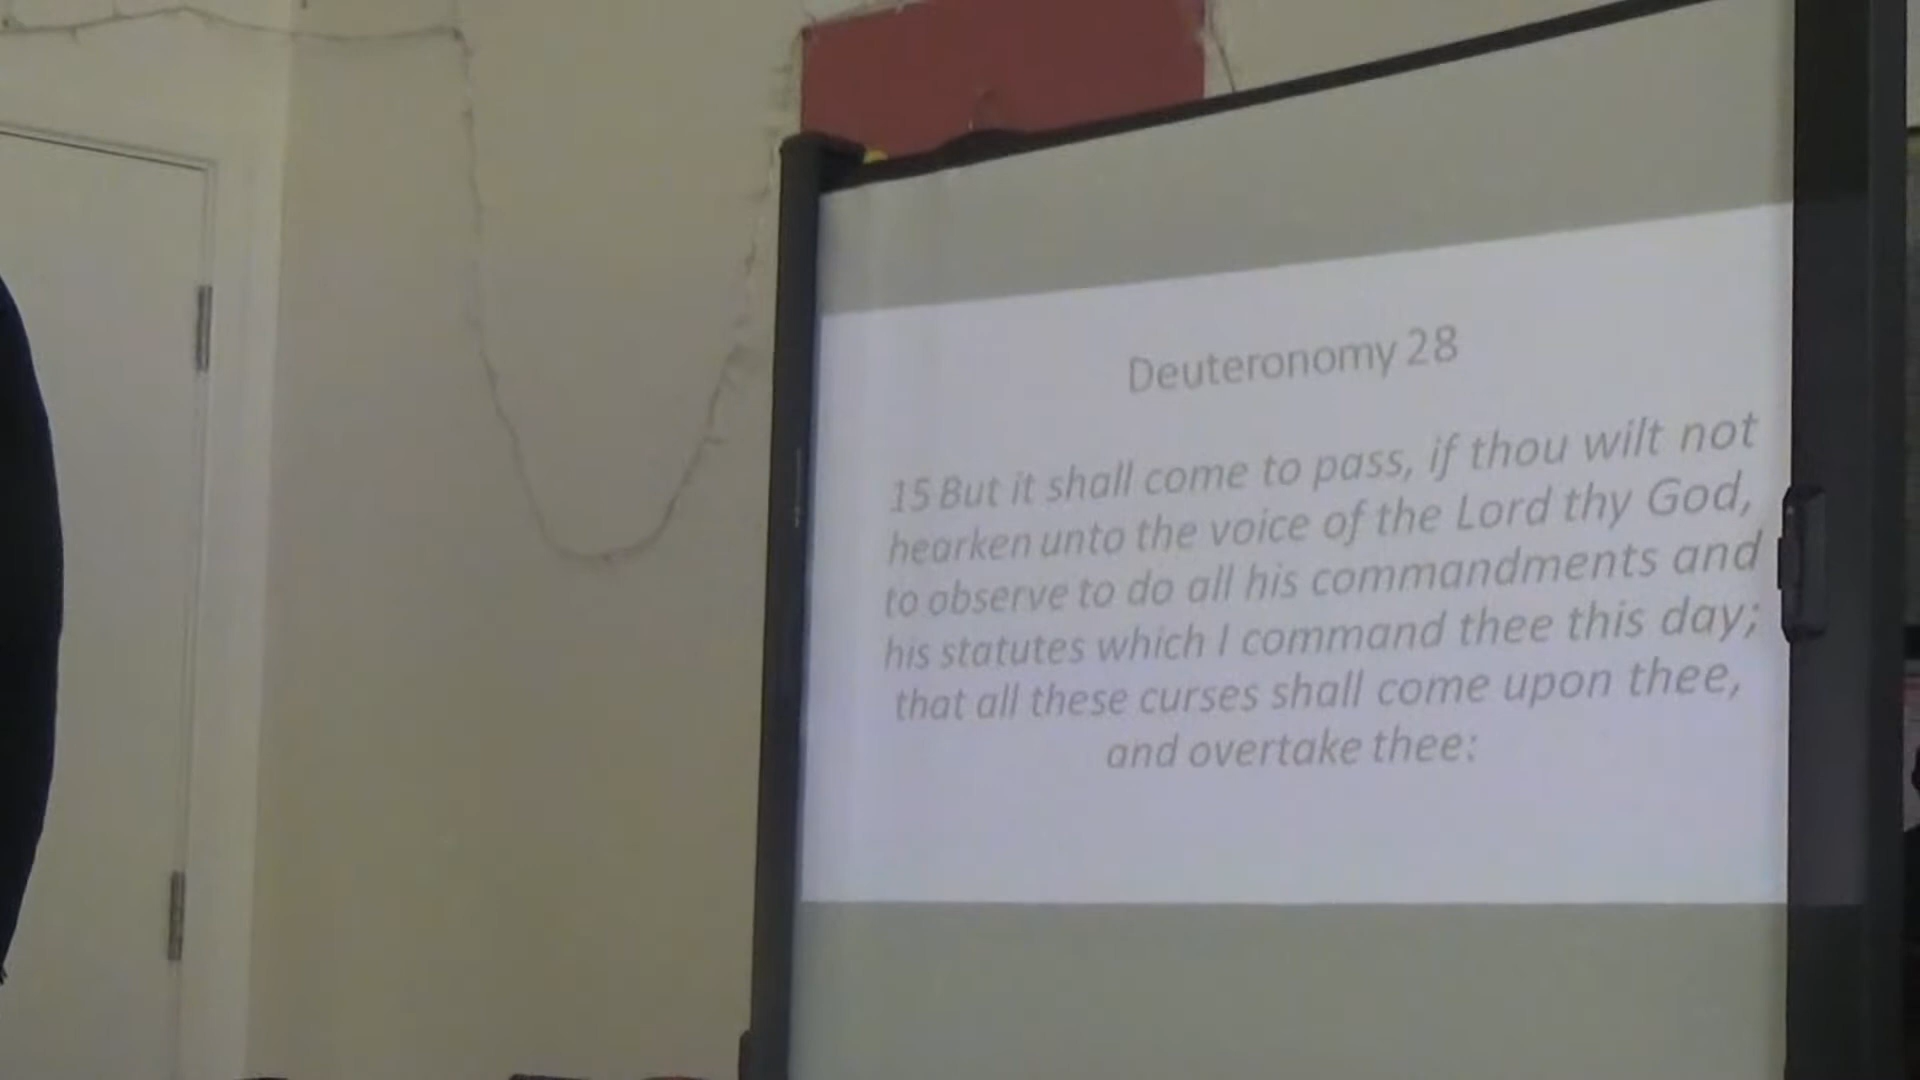 Deuteronomy 28
15 But it shall come to pass, if thou wilt not
hearken unto the voice of the Lord thy God,
to observe to do all his commandments and
his statutes which I command thee this day;
that all these curses shall come upon thee,
and overtake thee: